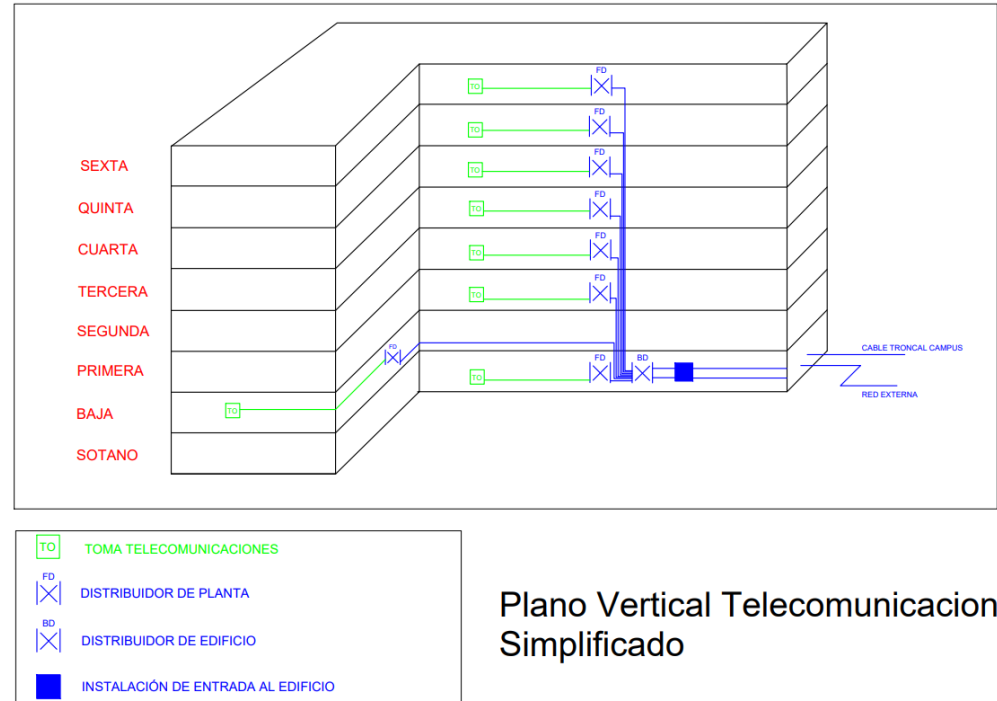 FD
TO
FD
TO
FD
SEXTA
TO
FD
QUINTA
TO
FD
CUARTA
TO
FD
TERCERA
TO
SEGUNDA
FD
CABLE TRONCAL CAMPUS
PRIMERA
FD
BD
TO
RED EXTERNA
BAJA
TO
SOTANO
TO
TOMA TELECOMUNICACIONES
FD
DISTRIBUIDOR DE PLANTA
BD
DISTRIBUIDOR DE EDIFICIO
INSTALACIÓN DE ENTRADA AL EDIFICIO
Plano Vertical Telecomunicacion
Simplificado